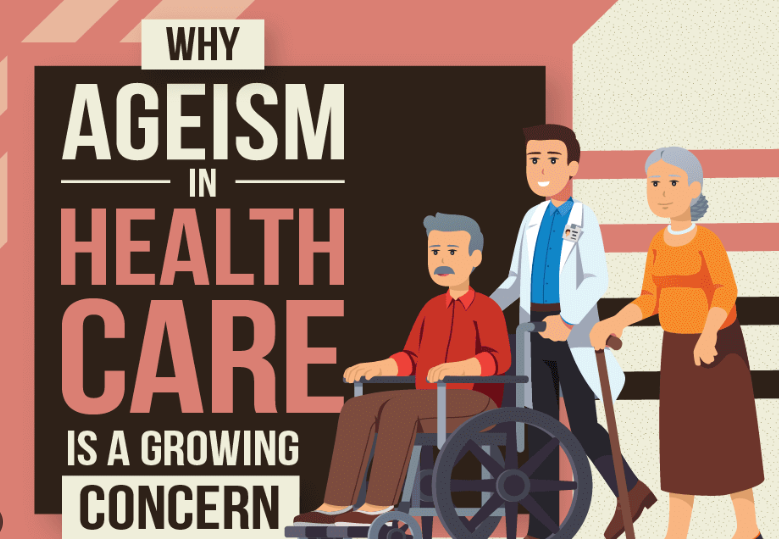 WHY
AGEISM
IN
HEALTH
CARE
IS A GROWING
CONCERN